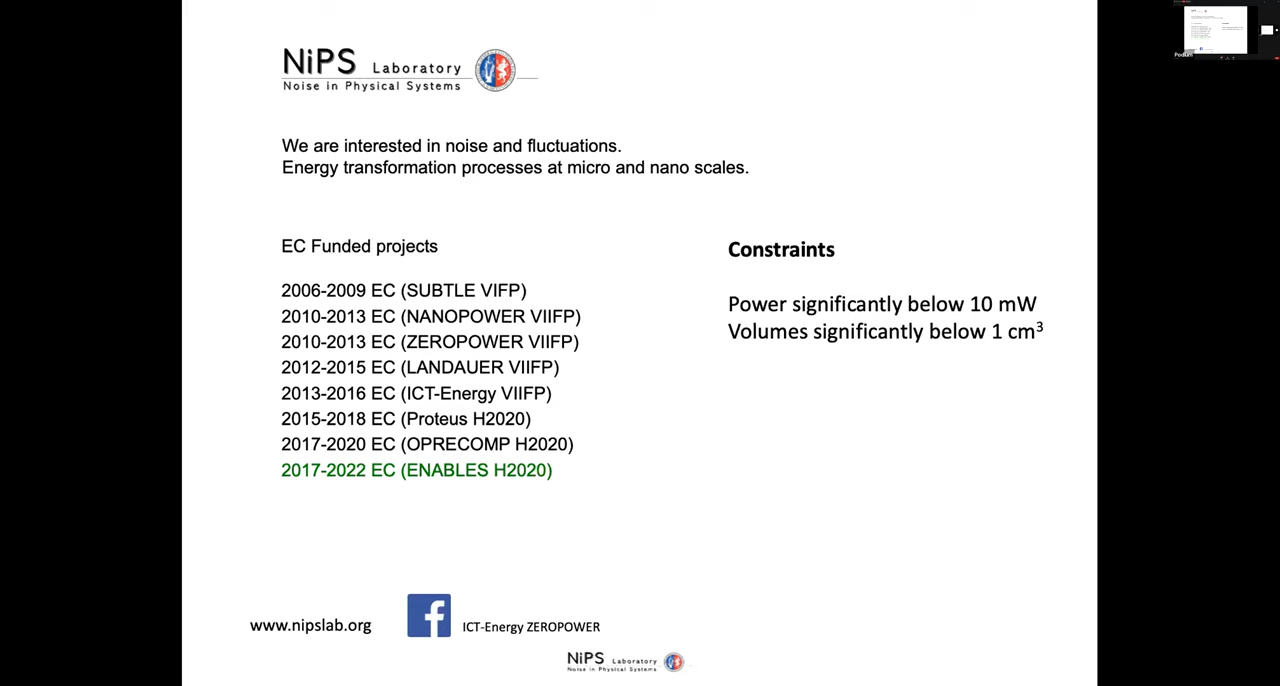 NiPS Laboratory
Noise in Physical Systems
We are interested in noise and fluctuations.
Energy transformation processes at micro and nano scales.
EC Funded projects
2006-2009 EC (SUBTLE VIFP)
2010-2013 EC (NANOPOWER VIIFP)
2010-2013 EC (ZEROPOWER VIIFP)
2012-2015 EC (LANDAUER VIIFP)
2013-2016 EC (ICT-Energy VIIFP)
2015-2018 EC (Proteus H2020)
2017-2020 EC (OPRECOMP H2020)
2017-2022 EC (ENABLES H2020)
Constraints
Power significantly below 10 mW
Volumes significantly below 1 cm³
www.nipslab.org
f
ICT-Energy ZEROPOWER
NiPS Laboratory
Noise in Physical Systems
Podium